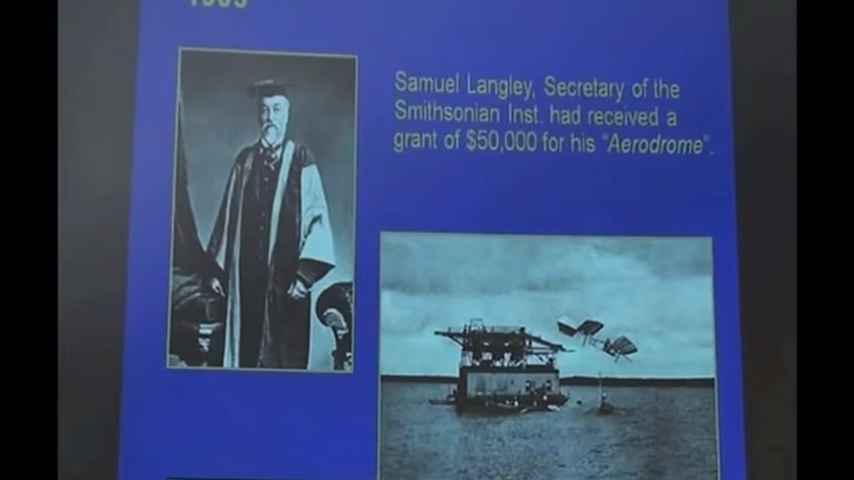 Samuel Langley, Secretary of the
Smithsonian Inst. had received a
grant of $50,000 for his “Aerodrome”.